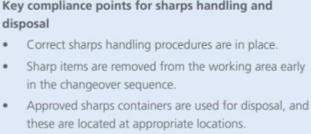 Key compliance points for sharps handling and
disposal
• Correct sharps handling procedures are in place.
• Sharp items are removed from the working area early
in the changeover sequence.
• Approved sharps containers are used for disposal, and
these are located at appropriate locations.